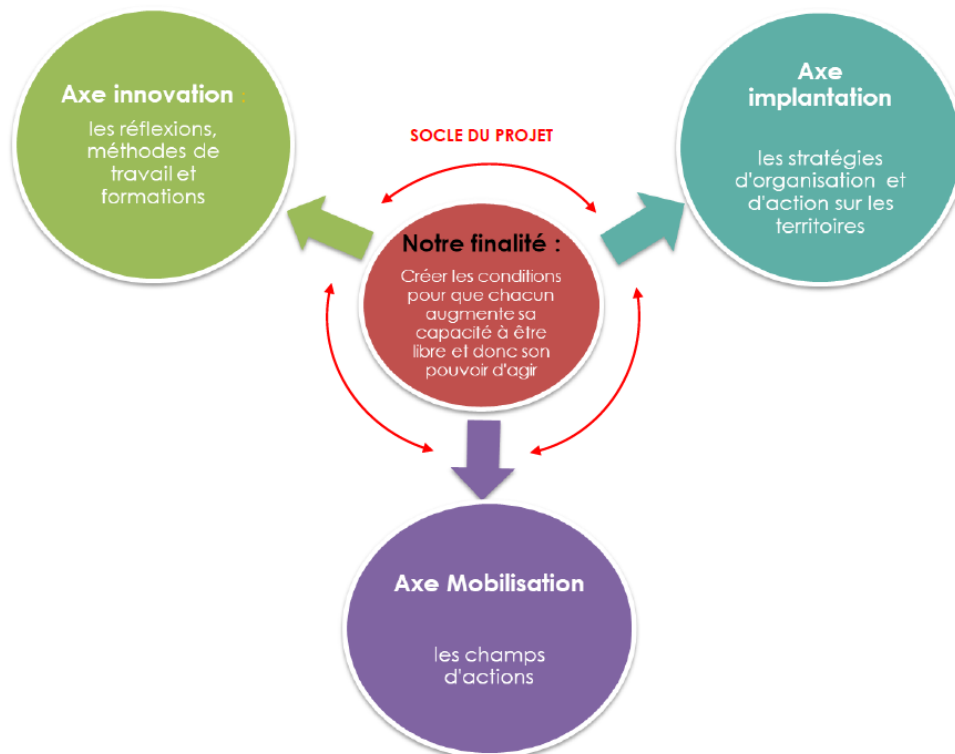 Axe innovation :
les réflexions,
méthodes de
travail et
formations
SOCLE DU PROJET
Axe
implantation
les stratégies
d'organisation et
d'action sur les
territoires
Notre finalité :
Créer les conditions
pour que chacun
augmente sa
capacité à être
libre et donc son
pouvoir d'agir
Axe Mobilisation
les champs
d'actions